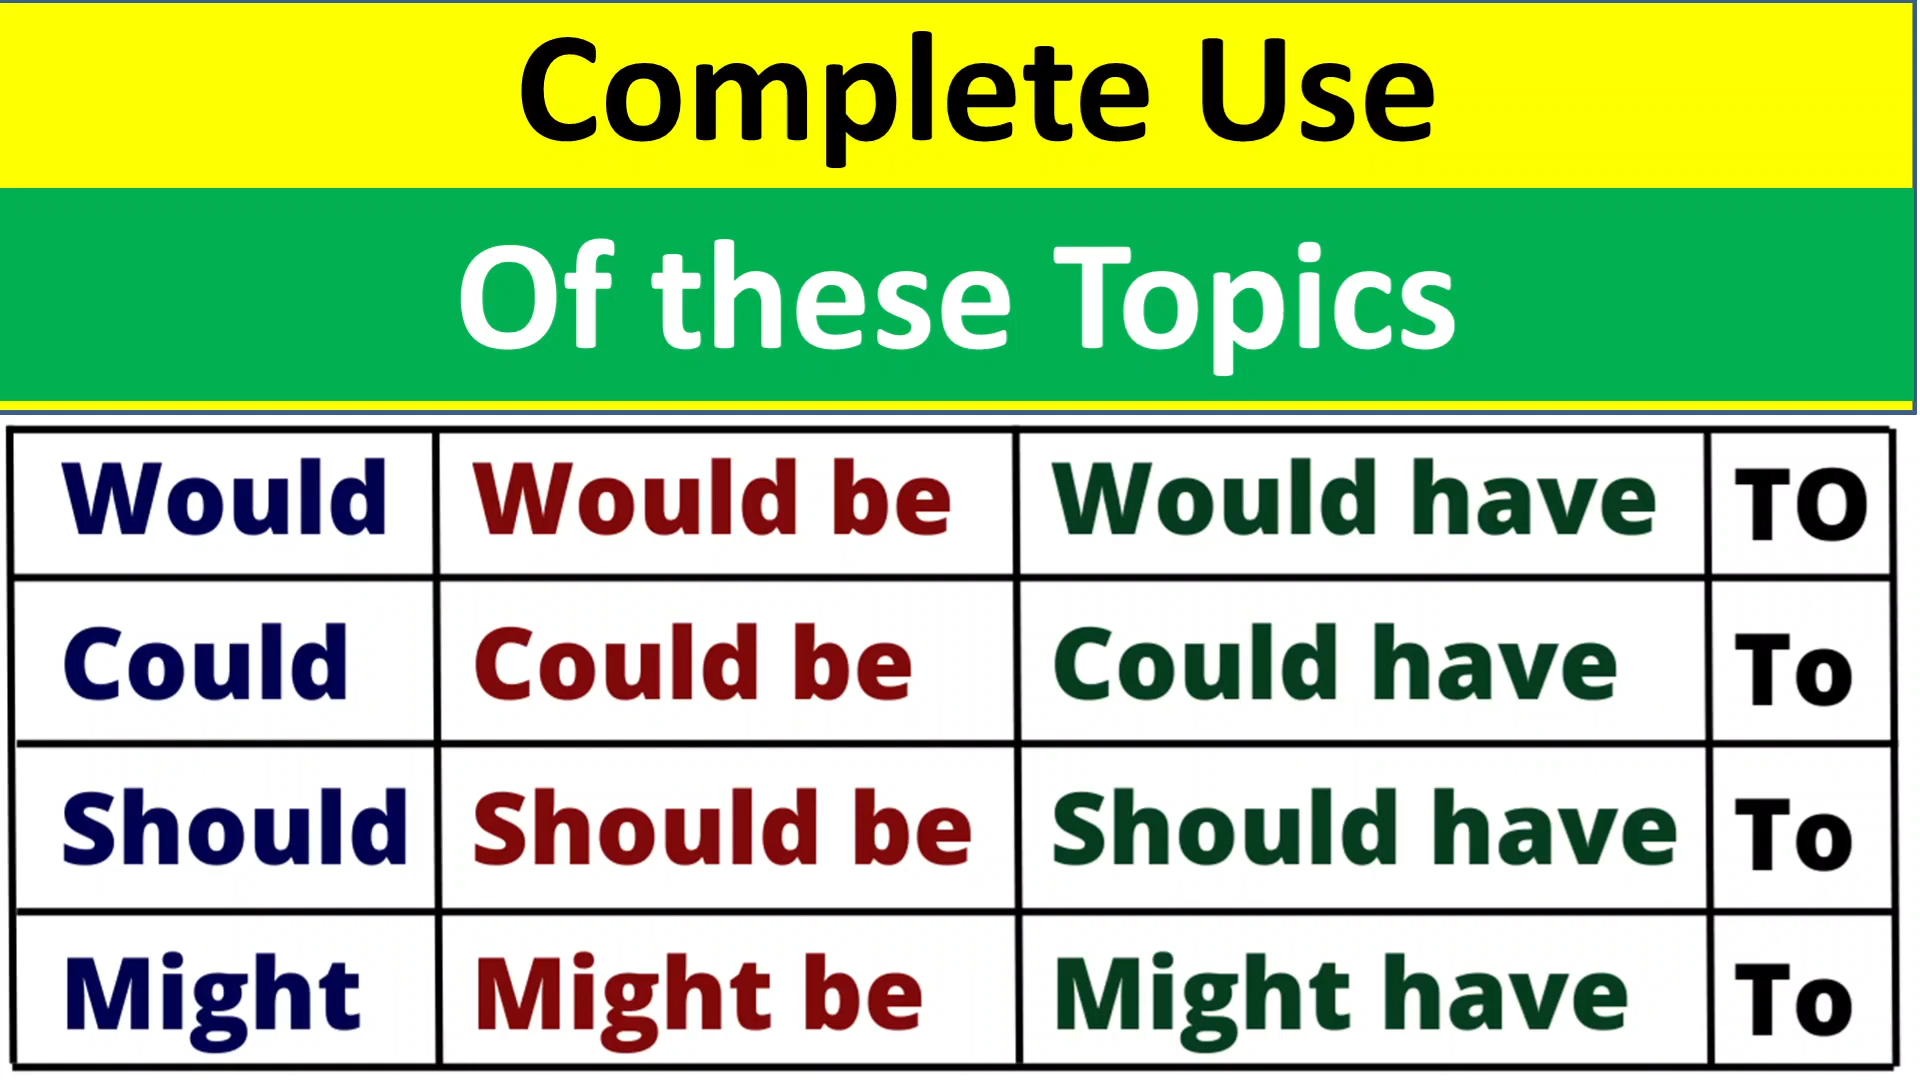 Complete Use
Of these Topics
Would Would be Would have TO
Could Could be Could have To
Should Should be Should have To
Might Might be Might have To